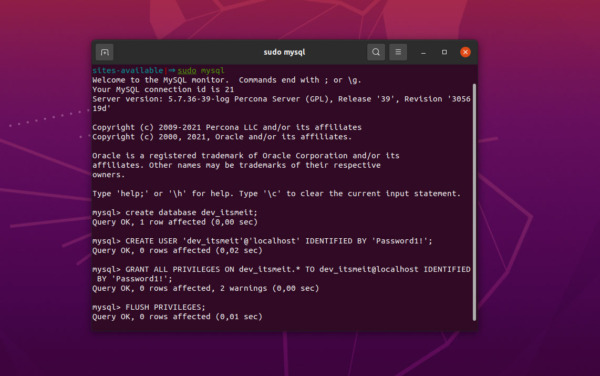 sudo mysql
sites-available|⇒ sudo mysql
Welcome to the MySQL monitor.  Commands end with ; or \g.
Your MySQL connection id is 21
Server version: 5.7.36-39-log Percona Server (GPL), Release '39', Revision '3056
19d'
Copyright (c) 2009-2021 Percona LLC and/or its affiliates
Copyright (c) 2000, 2021, Oracle and/or its affiliates.
Oracle is a registered trademark of Oracle Corporation and/or its
affiliates. Other names may be trademarks of their respective
owners.
Type 'help;' or '\h' for help. Type '\c' to clear the current input statement.
mysql> create database dev_itsmeit;
Query OK, 1 row affected (0,00 sec)
mysql> CREATE USER 'dev_itsmeit'@'localhost' IDENTIFIED BY 'Password1!';
Query OK, 0 rows affected (0,02 sec)
mysql> GRANT ALL PRIVILEGES ON dev_itsmeit.* TO dev_itsmeit@localhost IDENTIFIED
 BY 'Password1!';
Query OK, 0 rows affected, 2 warnings (0,00 sec)
mysql> FLUSH PRIVILEGES;
Query OK, 0 rows affected (0,01 sec)